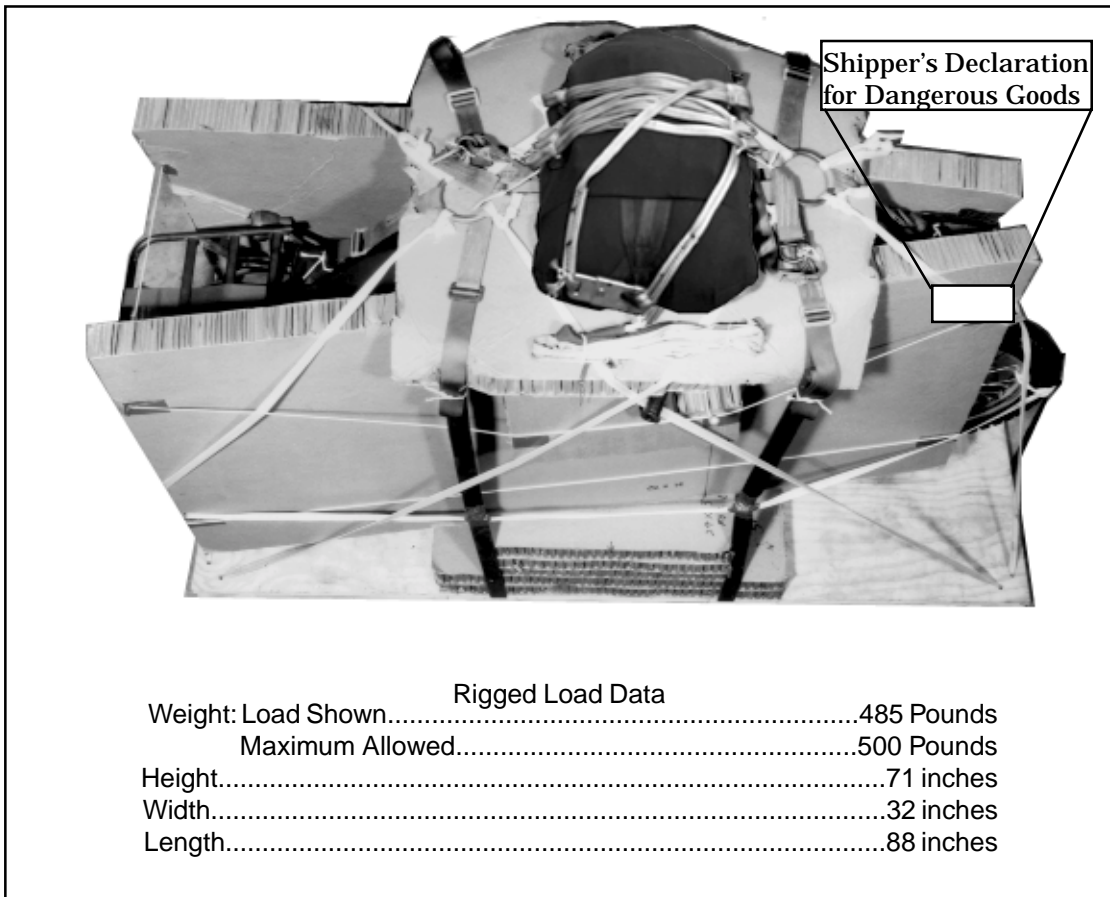 Shipper's Declaration
for Dangerous Goods
Rigged Load Data
Weight: Load Shown..................................................................485 Pounds
Maximum Allowed........................................................500 Pounds
Height.............................................................................................71 inches
Width..............................................................................................32 inches
Length............................................................................................88 inches